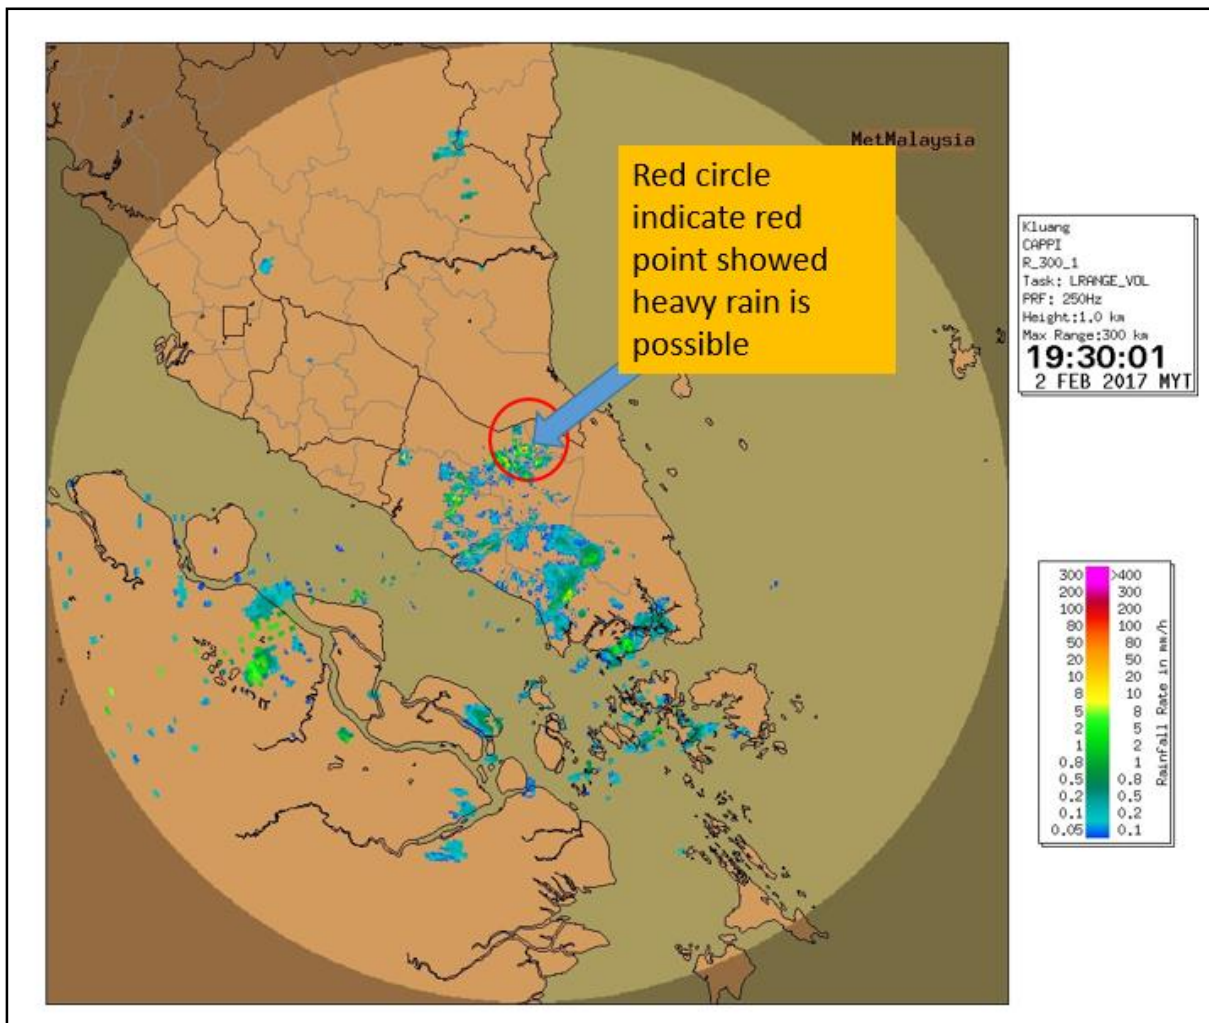 MetMalaysia
Red circle
indicate red
point showed
heavy rain is
possible
Kluang
CAPPI
R_300_1
Task: LRANGE_VOL
PRF: 250Hz
Height:1.0 km
Max Range:300 km
19:30:01
2 FEB 2017 MYT
300 >400
200 300
100 200
80 100
50 80
20 50
10 20
8 10
5 8
2 5
1 2
0.8 1
0.5 0.8
0.2 0.5
0.1 0.2
0.05 0.1
Rainfall Rate in mm/h